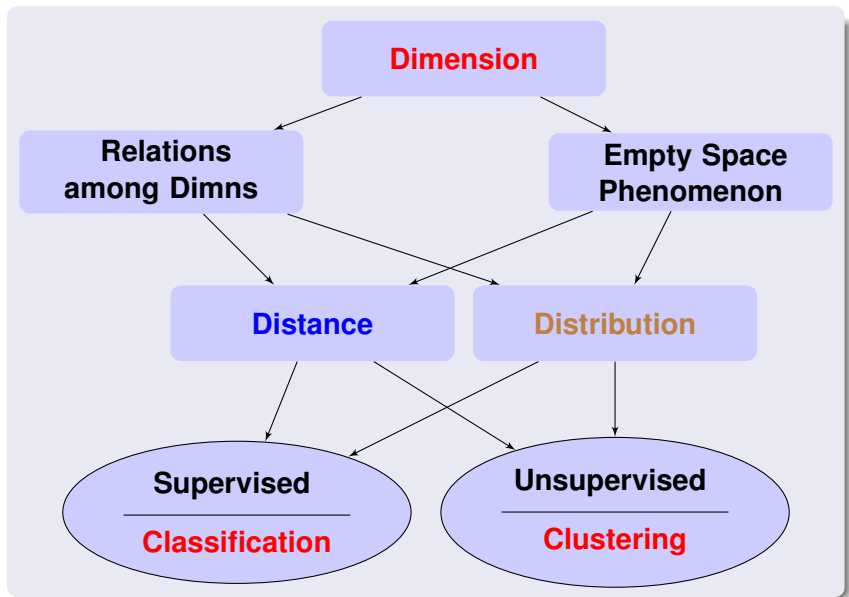 Dimension
Relations
among Dimns
Empty Space
Phenomenon
Distance
Distribution
Supervised
Classification
Unsupervised
Clustering